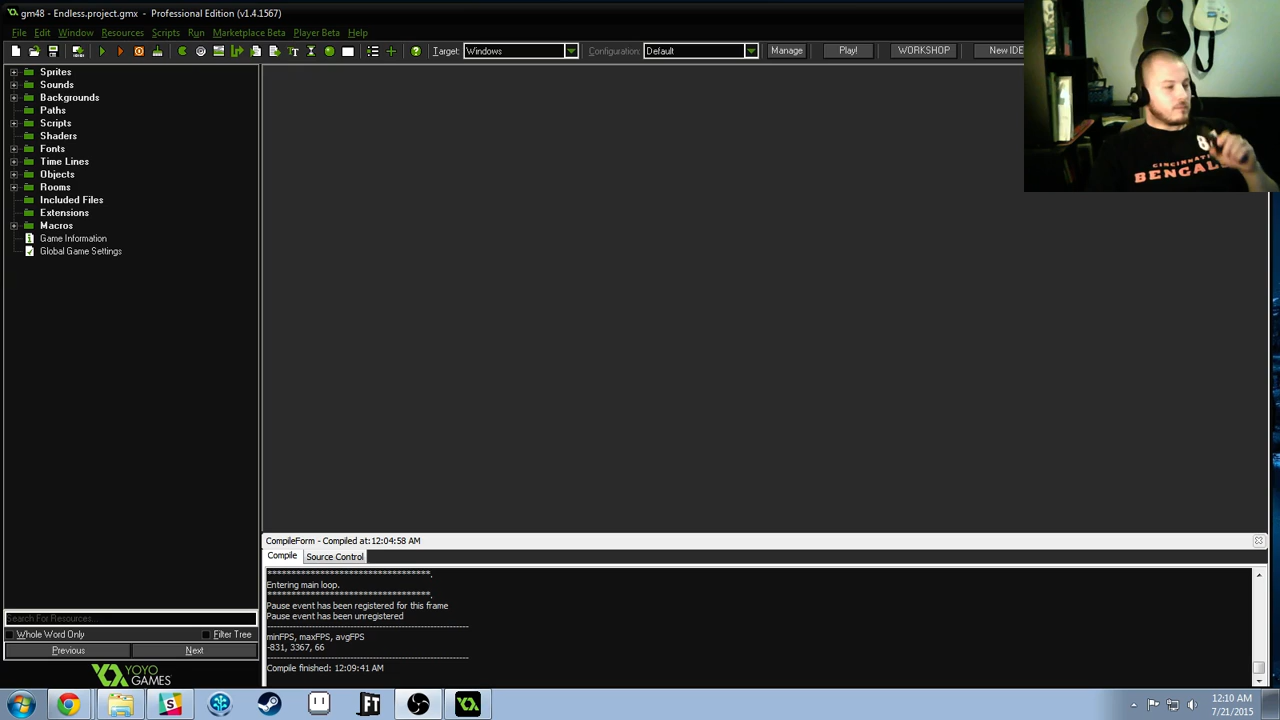 gm48 - Endless.project.gmx - Professional Edition (v1.4.1567)
File Edit Window Resources Scripts Run Marketplace Beta Player Beta Help
Target: Windows Configuration: Default Manage Play! WORKSHOP New IDE
Sprites
Sounds
Backgrounds
Paths
Scripts
Shaders
Fonts
Time Lines
Objects
Rooms
Included Files
Extensions
Macros
Game Information
Global Game Settings
CINCINNATI
BENGALS
CompileForm - Compiled at:12:04:58 AM
Compile Source Control
***********************************.
Entering main loop.
***********************************.
Pause event has been registered for this frame
Pause event has been unregistered
--------------------------------------------------
minFPS, maxFPS, avgFPS
-831, 3367, 66
--------------------------------------------------
Compile finished: 12:09:41 AM
Search For Resources...
Whole Word Only Filter Tree
Previous Next
YOYO
GAMES
FT
12:10 AM
7/21/2015